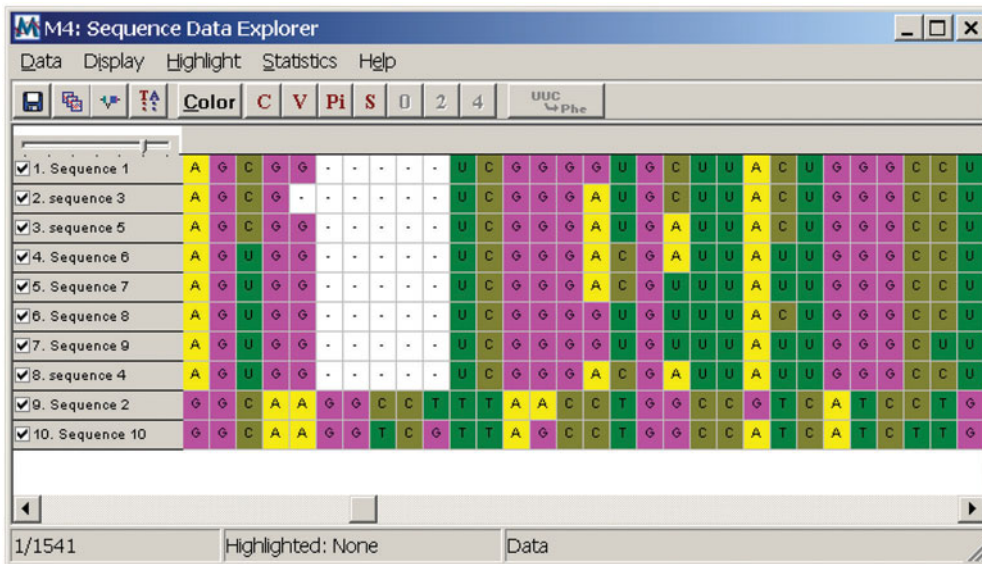 M4: Sequence Data Explorer
Data Display Highlight Statistics Help
TA Color C V Pi S 0 2 4 UUC Phe
1. Sequence 1 A G C G G - - - - - U C G G G G U G C U U A C U G G G C C U
2. sequence 3 A G C G - - - - - - U C G G G A U G C U U A C U G G G C C U
3. sequence 5 A G C G G - - - - - U C G G G A U G A U U A C U G G G C C U
4. Sequence 6 A G U G G - - - - - U C G G G A C G A U U A U U G G G C C U
5. Sequence 7 A G U G G - - - - - U C G G G A C G U U U A U U G G G C C U
6. Sequence 8 A G U G G - - - - - U C G G G G U G U U U A C U G G G C C U
7. Sequence 9 A G U G G - - - - - U C G G G G U G U U U A U U G G G C U U
8. sequence 4 A G U G G - - - - - U C G G G A C G A U U A U U G G G C C U
9. Sequence 2 G G C A A G G C C T T T A A C C T G G C C G T C A T C C T G
10. Sequence 10 G G C A A G G T C G T T A G C C T G G C C A T C A T C T T G
1/1541 Highlighted: None Data